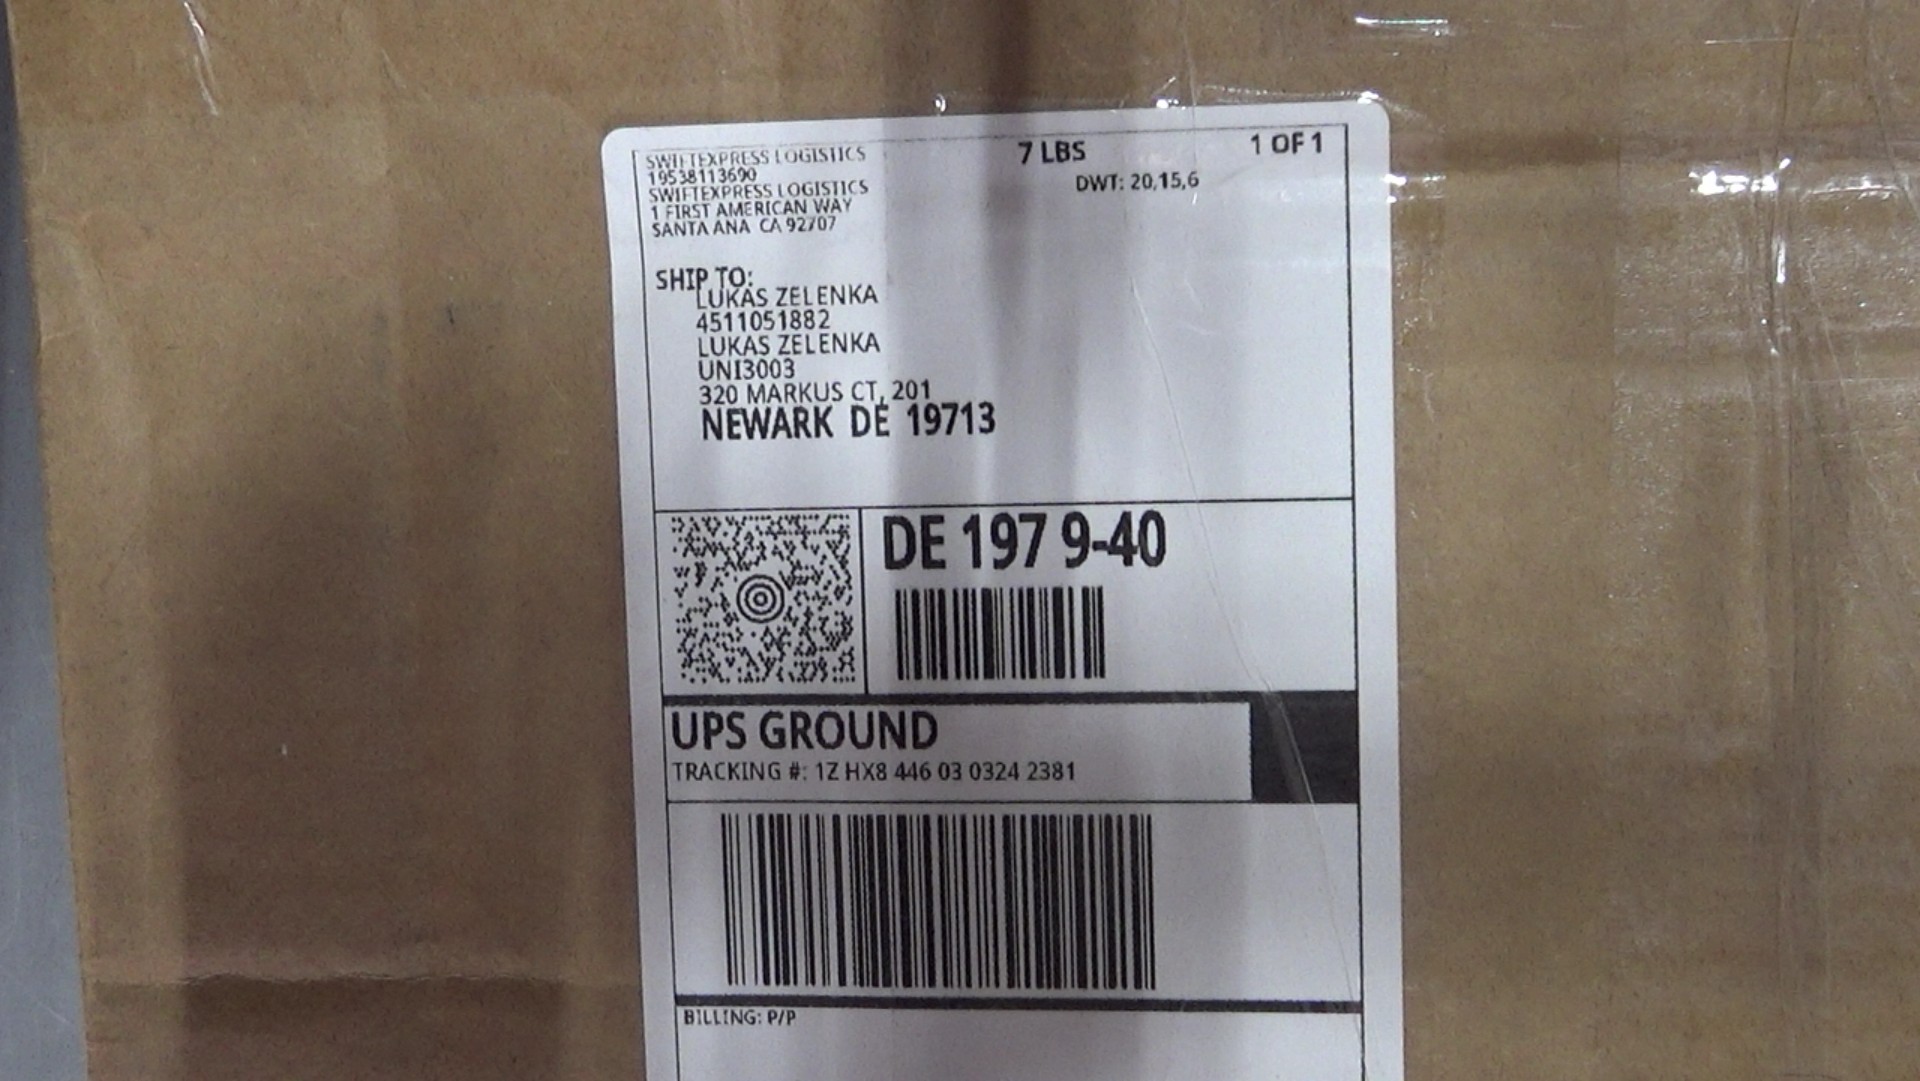 SWIFTEXPRESS LOGISTICS
19538113690
SWIFTEXPRESS LOGISTICS
1 FIRST AMERICAN WAY
SANTA ANA CA 92707
7 LBS
1 OF 1
DWT: 20,15,6
SHIP TO:
LUKAS ZELENKA
4511051882
LUKAS ZELENKA
UNI3003
320 MARKUS CT, 201
NEWARK DE 19713
DE 197 9-40
UPS GROUND
TRACKING #: 1Z HX8 446 03 0324 2381
BILLING: P/P